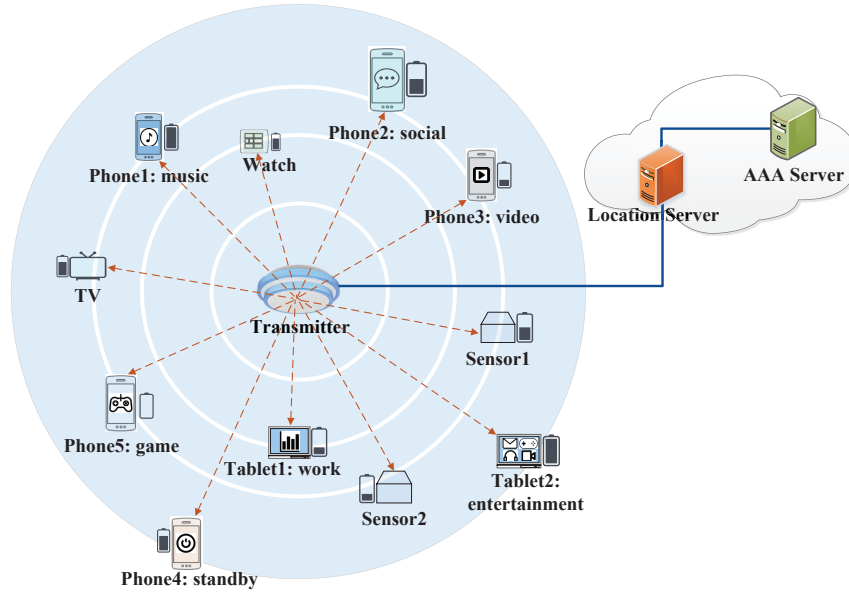 Phone2: social
Phone1: music
Watch
AAA Server
Phone3: video
Location Server
TV
Transmitter
Sensor1
Phone5: game
Tablet1: work
Tablet2:
entertainment
Sensor2
Phone4: standby